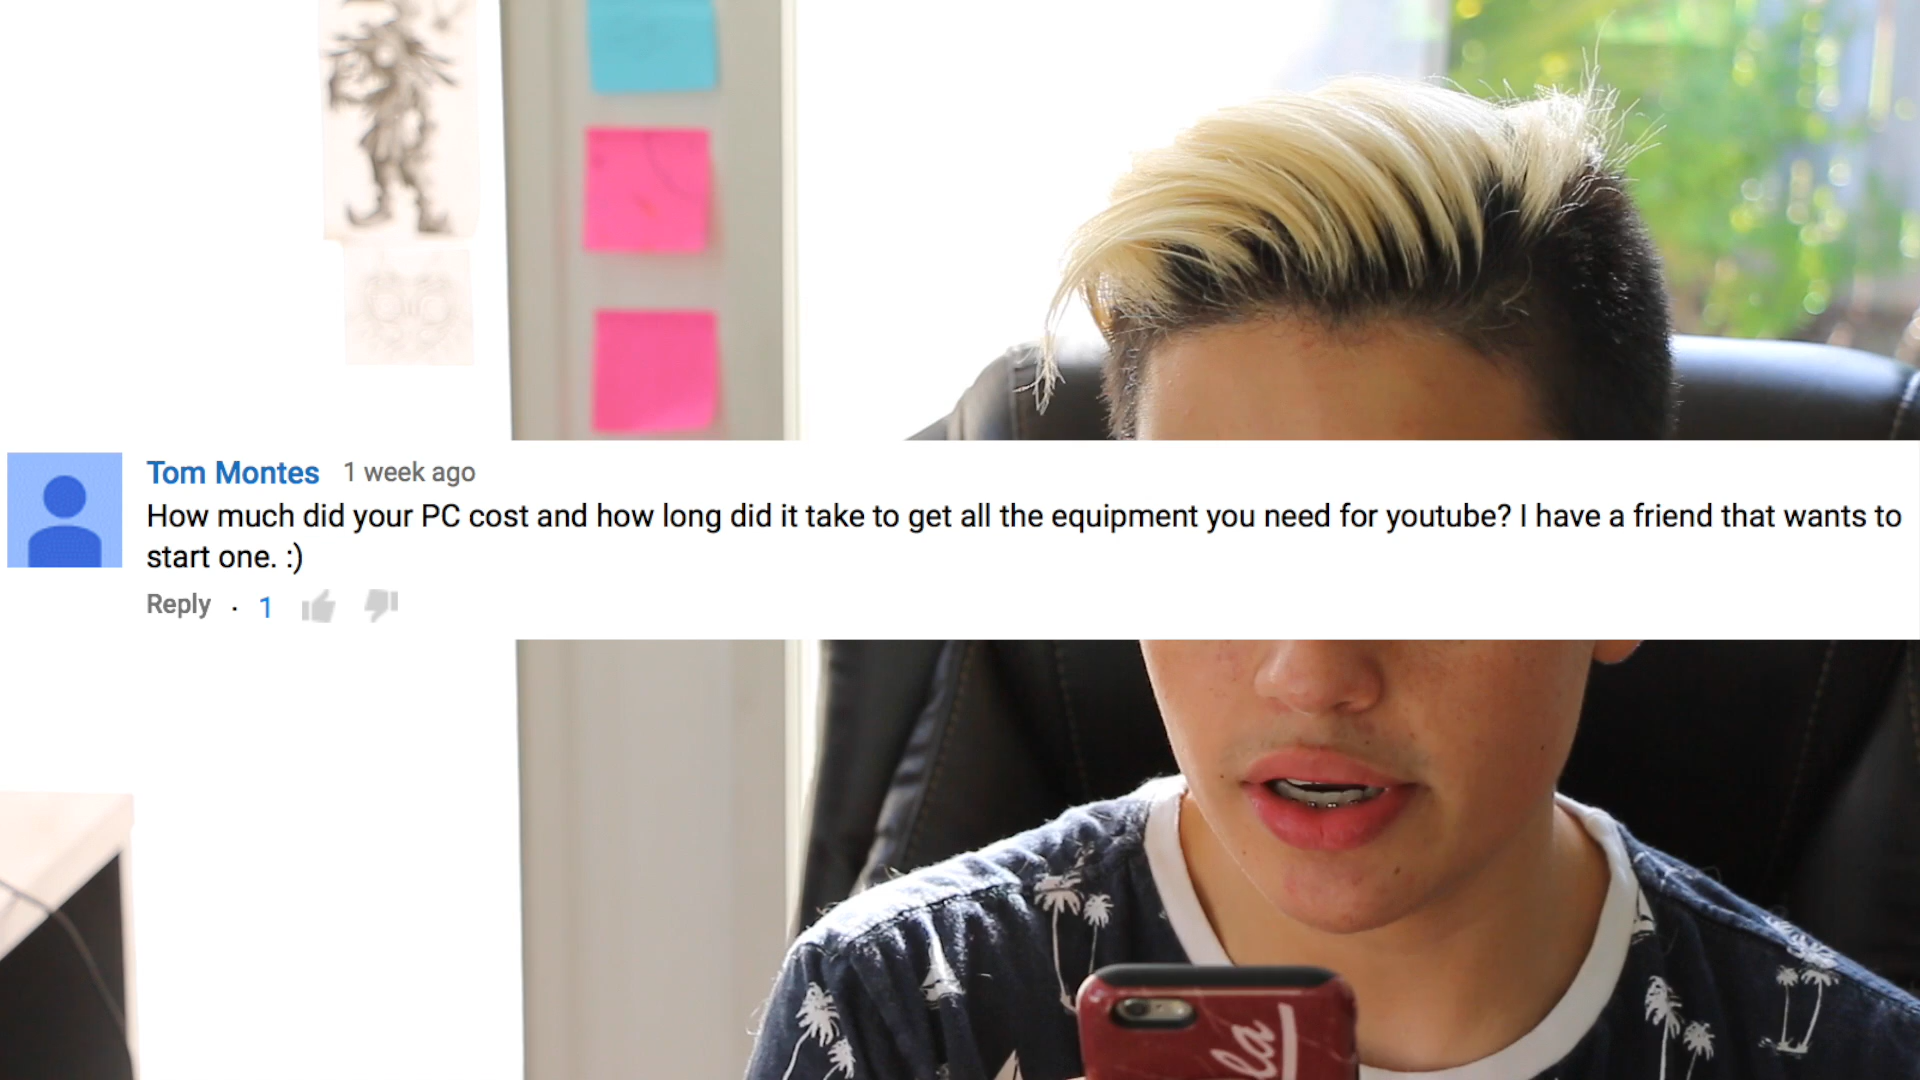 Tom Montes 1 week ago
How much did your PC cost and how long did it take to get all the equipment you need for youtube? I have a friend that wants to
start one. :)
Reply · 1
la